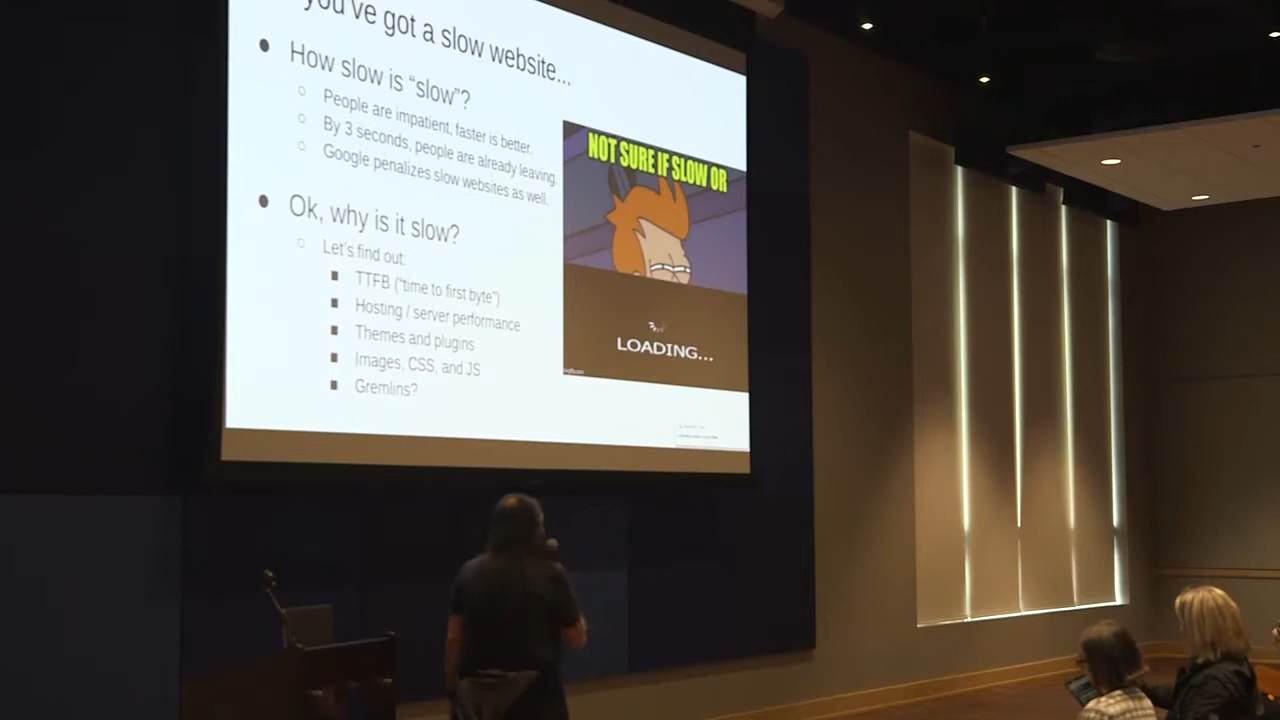 you've got a slow website...
How slow is “slow”?
People are impatient, faster is better.
By 3 seconds, people are already leaving.
Google penalizes slow websites as well.
Ok, why is it slow?
Let's find out:
TTFB (“time to first byte”)
Hosting / server performance
Themes and plugins
Images, CSS, and JS
Gremlins?
NOT SURE IF SLOW OR
LOADING...